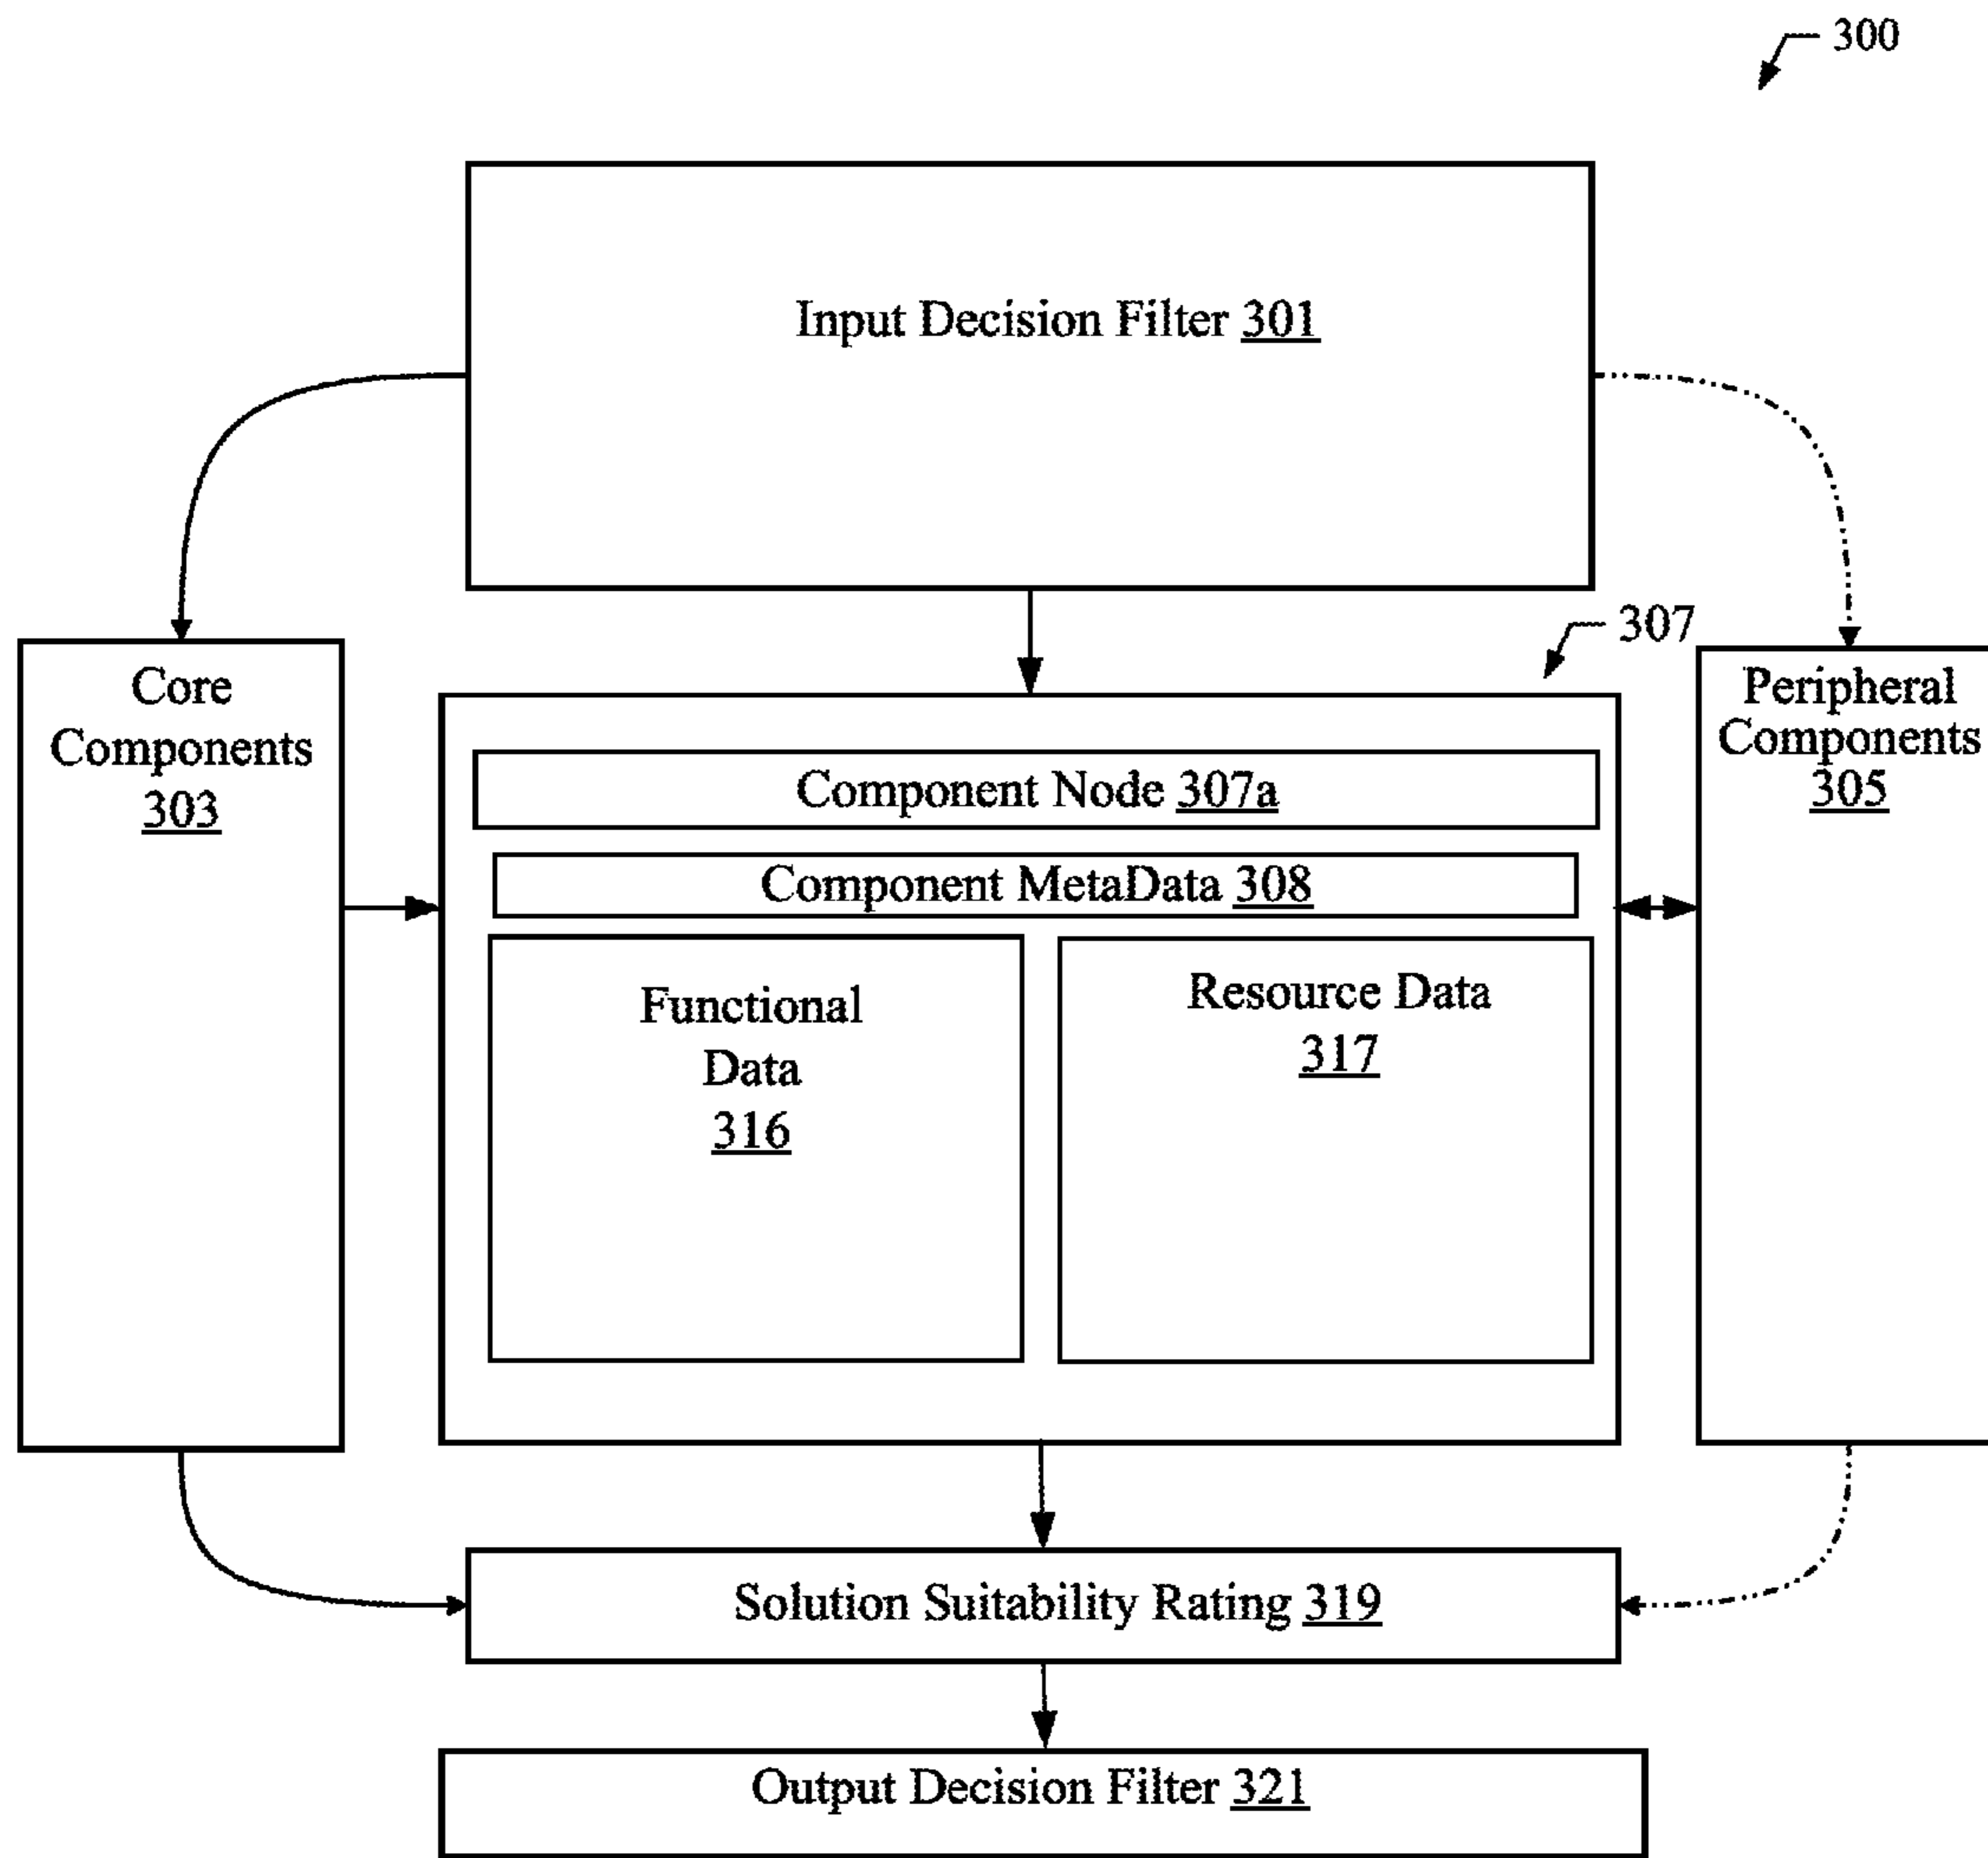 300
Input Decision Filter 301
307
Core
Components
303
Peripheral
Components
305
Component Node 307a
Component MetaData 308
Functional
Data
316
Resource Data
317
Solution Suitability Rating 319
Output Decision Filter 321